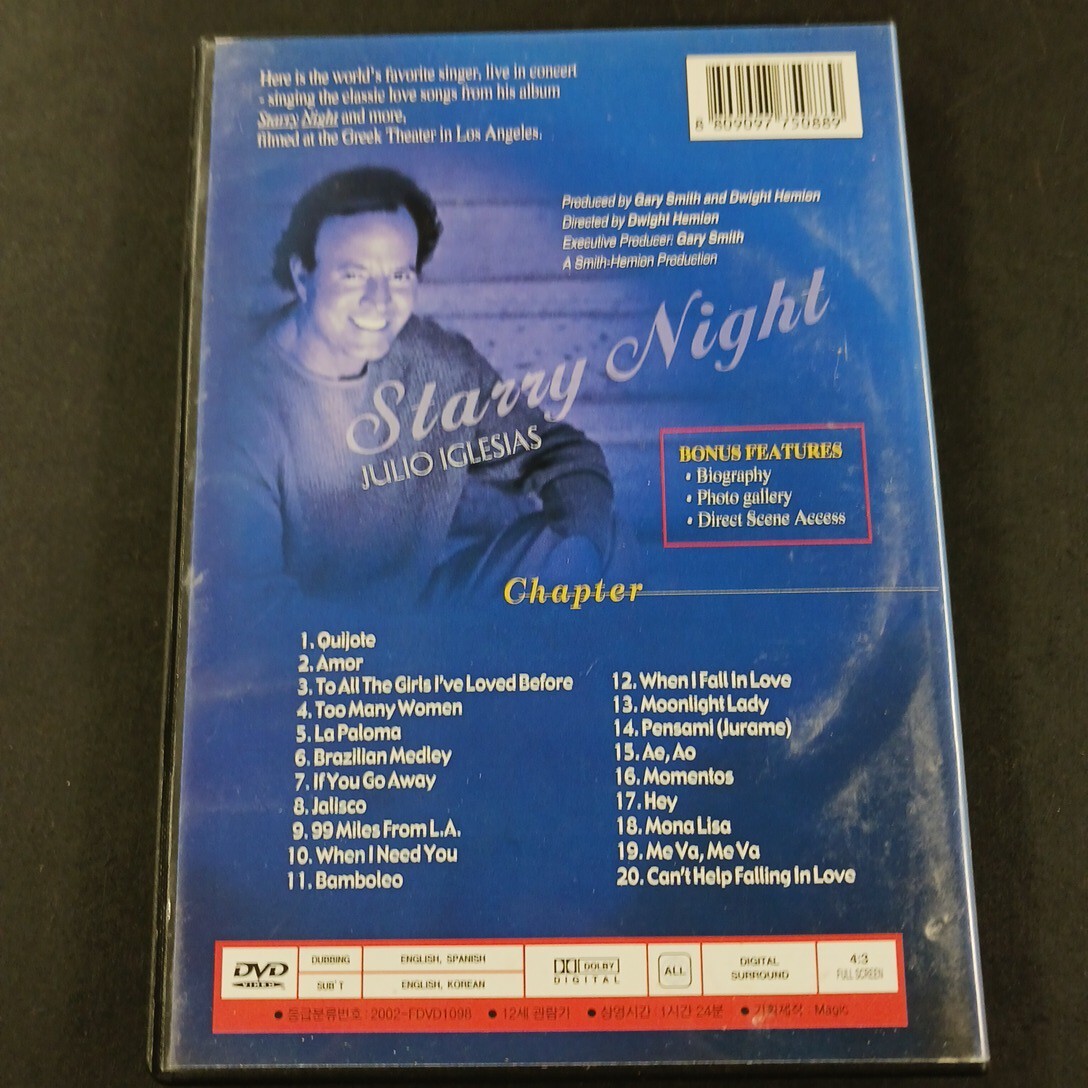 Here is the world's favorite singer, live in concert
- singing the classic love songs from his album
Starry Night and more,
filmed at the Greek Theater in Los Angeles.
8 809097 750889
Produced by Gary Smith and Dwight Hemion
Directed by Dwight Hemion
Executive Producer: Gary Smith
A Smith-Hemion Production
Starry Night
JULIO IGLESIAS
BONUS FEATURES
• Biography
• Photo gallery
• Direct Scene Access
Chapter
1. Quijote
2. Amor
3. To All The Girls I've Loved Before
4. Too Many Women
5. La Paloma
6. Brazilian Medley
7. If You Go Away
8. Jalisco
9. 99 Miles From L.A.
10. When I Need You
11. Bamboleo
12. When I Fall In Love
13. Moonlight Lady
14. Pensami (Jurame)
15. Ae, Ao
16. Momentos
17. Hey
18. Mona Lisa
19. Me Va, Me Va
20. Can't Help Falling In Love
DVD VIDEO
DUBBING ENGLISH, SPANISH
SUB'T ENGLISH, KOREAN
DOLBY DIGITAL
ALL
DIGITAL SURROUND
4:3 FULL SCREEN
• 등급분류번호 : 2002-FDVD1098 • 12세 관람가 • 상영시간 : 1시간 24분 • 기획제작 : Magic